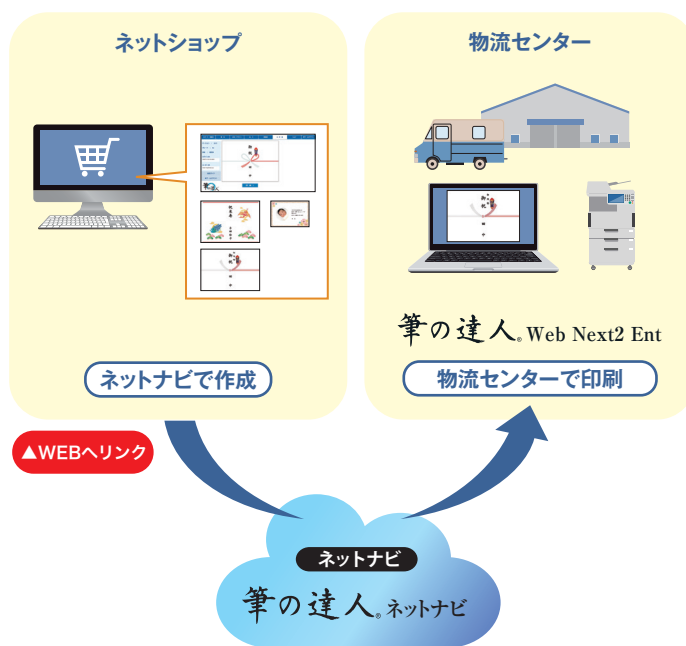 ネットショップ
物流センター
筆の達人® Web Next2 Ent
ネットナビで作成
物流センターで印刷
▲WEBへリンク
ネットナビ
筆の達人® ネットナビ